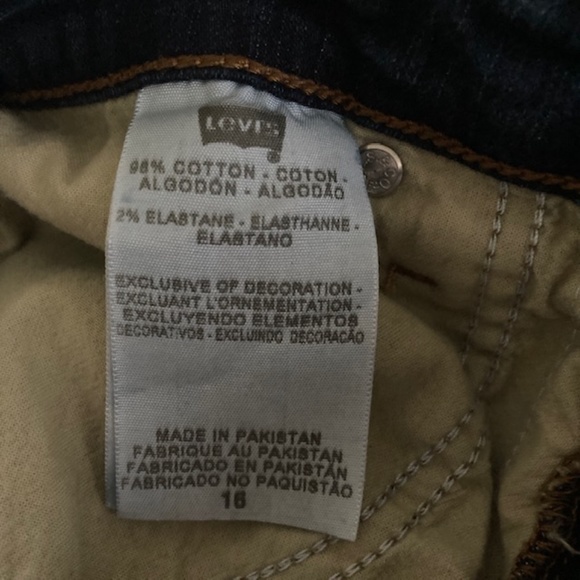 Levi's
98% COTTON - COTON -
ALGODÓN - ALGODÃO
2% ELASTANE - ELASTHANNE -
ELASTANO
EXCLUSIVE OF DECORATION -
EXCLUANT L'ORNEMENTATION -
EXCLUYENDO ELEMENTOS
DECORATIVOS - EXCLUINDO DECORAÇÃO
MADE IN PAKISTAN
FABRIQUE AU PAKISTAN
FABRICADO EN PAKISTÁN
FABRICADO NO PAQUISTÃO
16